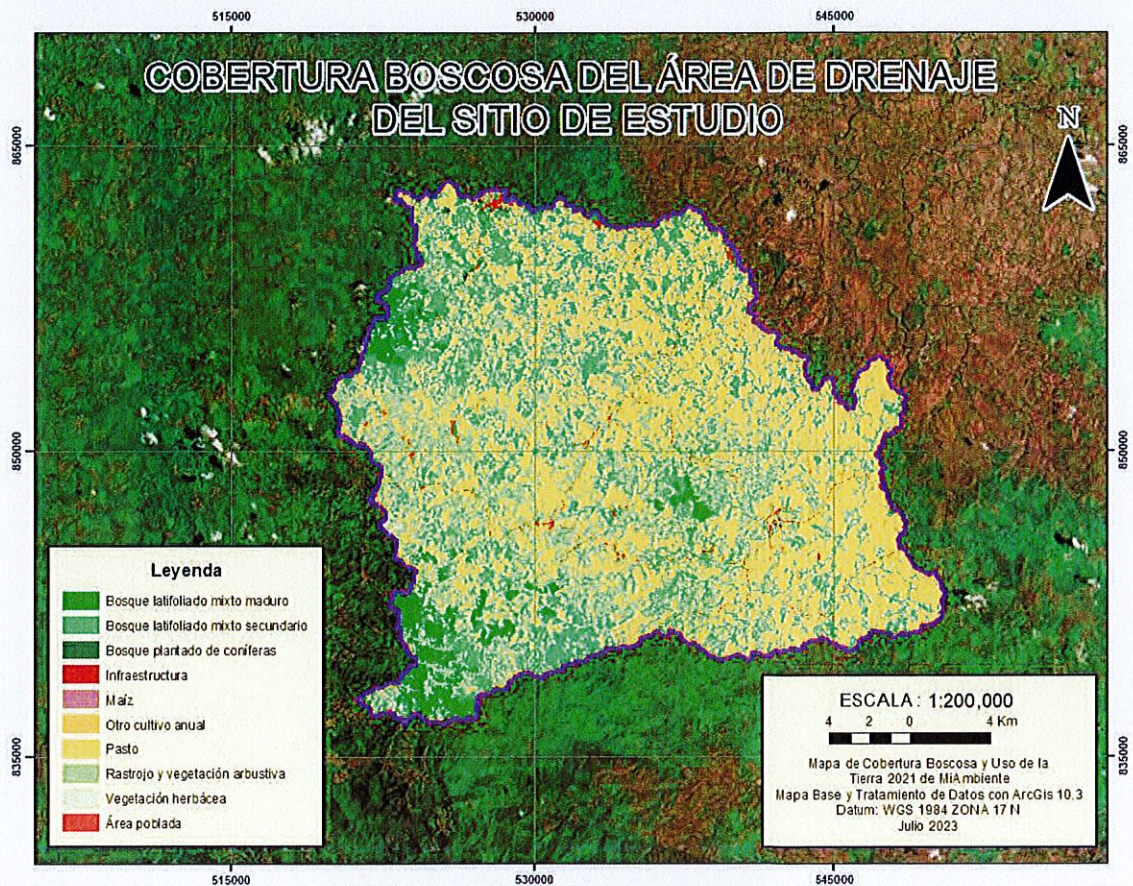 515000
530000
545000
COBERTURA BOSCOSA DEL ÁREA DE DRENAJE
DEL SITIO DE ESTUDIO
N
865000
865000
850000
850000
835000
835000
Leyenda
Bosque latifoliado mixto maduro
Bosque latifoliado mixto secundario
Bosque plantado de coníferas
Infraestructura
Maíz
Otro cultivo anual
Pasto
Rastrojo y vegetación arbustiva
Vegetación herbácea
Área poblada
ESCALA : 1:200,000
4 2 0 4 Km
Mapa de Cobertura Boscosa y Uso de la
Tierra 2021 de MiAmbiente
Mapa Base y Tratamiento de Datos con ArcGis 10.3
Datum: WGS 1984 ZONA 17 N
Julio 2023
515000
530000
545000